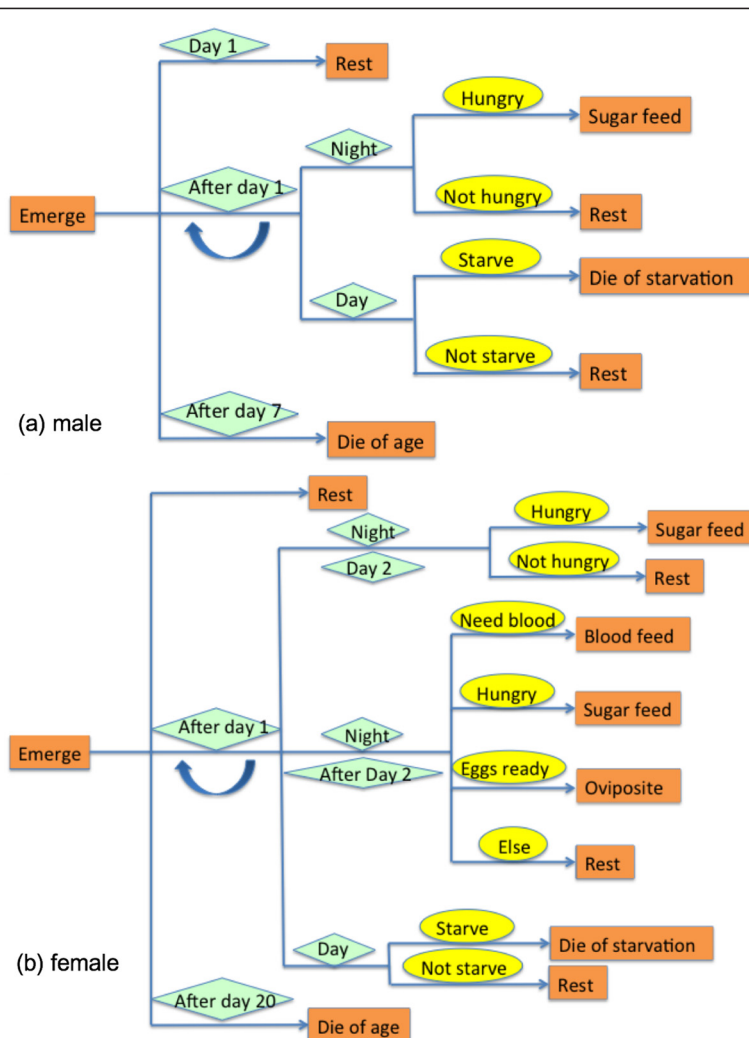 Day 1
Rest
Hungry
Sugar feed
Night
After day 1
Not hungry
Rest
Emerge
Starve
Die of starvation
Day
Not starve
Rest
After day 7
(a) male
Die of age
Rest
Hungry
Night
Sugar feed
Not hungry
Day 2
Rest
Need blood
Blood feed
Hungry
Sugar feed
After day 1
Night
Emerge
Eggs ready
After Day 2
Oviposite
Else
Rest
Starve
Day
Die of starvation
(b) female
Not starve
Rest
After day 20
Die of age